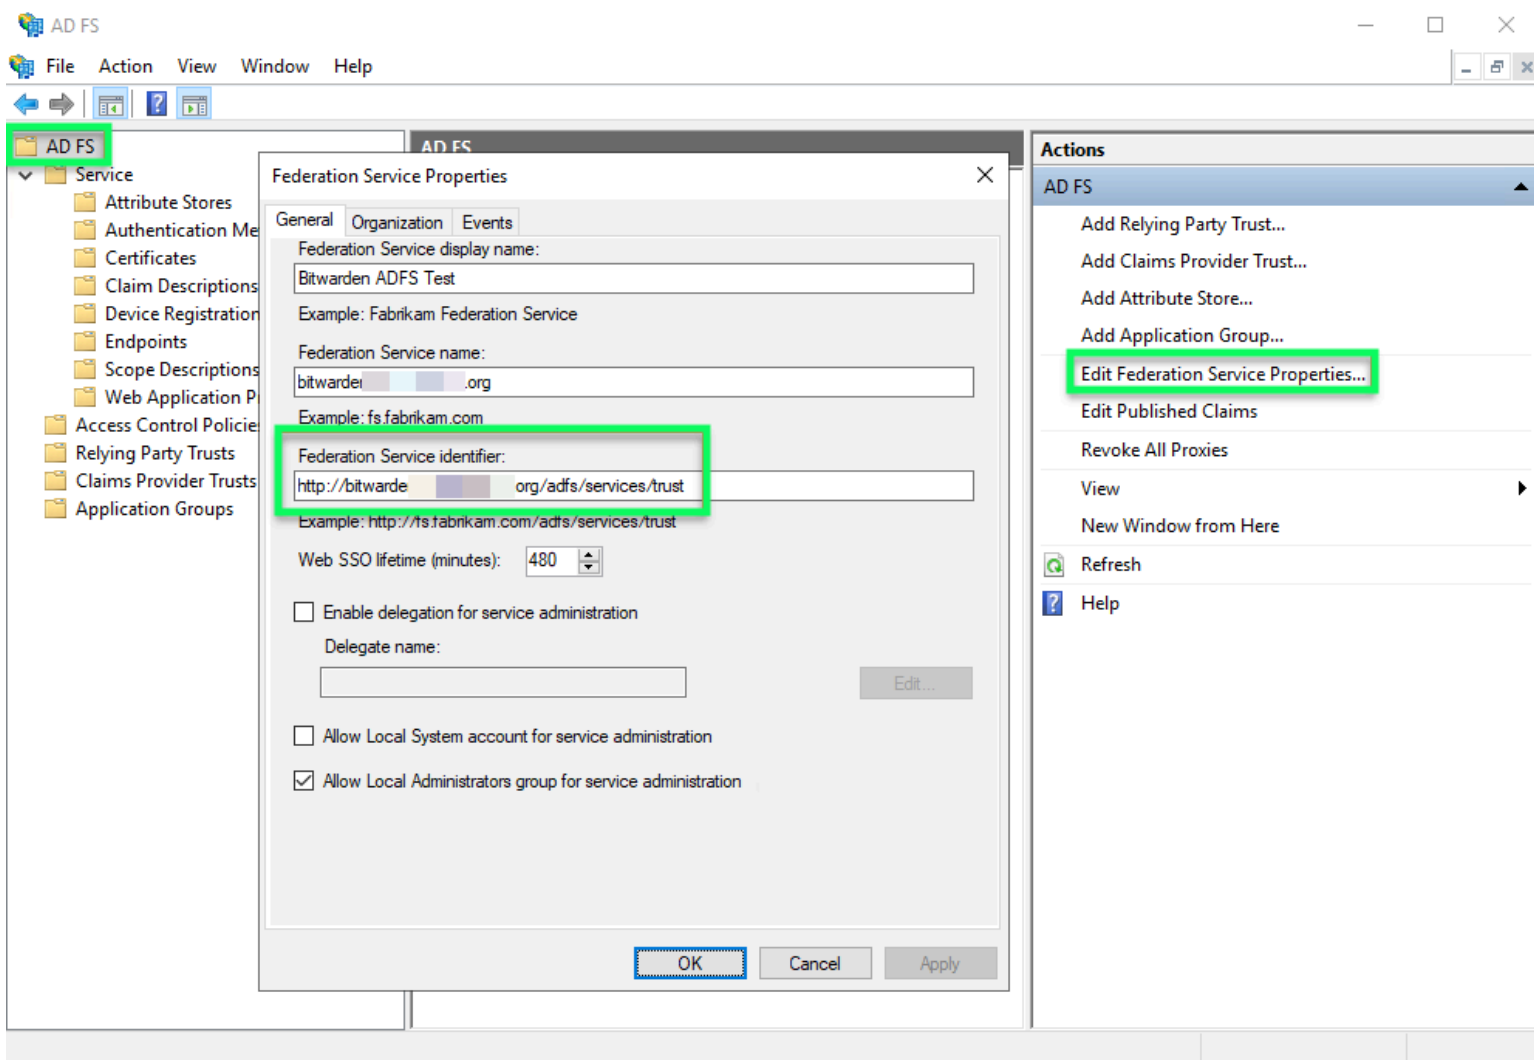 AD FS
File Action View Window Help
AD FS
Service
Attribute Stores
Authentication Me
Certificates
Claim Descriptions
Device Registration
Endpoints
Scope Descriptions
Web Application P
Access Control Policie
Relying Party Trusts
Claims Provider Trusts
Application Groups
AD FS
Federation Service Properties
General Organization Events
Federation Service display name:
Bitwarden ADFS Test
Example: Fabrikam Federation Service
Federation Service name:
bitwarde .org
Example: fs.fabrikam.com
Federation Service identifier:
http://bitwarde org/adfs/services/trust
Example: http://fs.fabrikam.com/adfs/services/trust
Web SSO lifetime (minutes): 480
Enable delegation for service administration
Delegate name:
Edit...
Allow Local System account for service administration
Allow Local Administrators group for service administration
OK Cancel Apply
Actions
AD FS
Add Relying Party Trust...
Add Claims Provider Trust...
Add Attribute Store...
Add Application Group...
Edit Federation Service Properties...
Edit Published Claims
Revoke All Proxies
View
New Window from Here
Refresh
Help